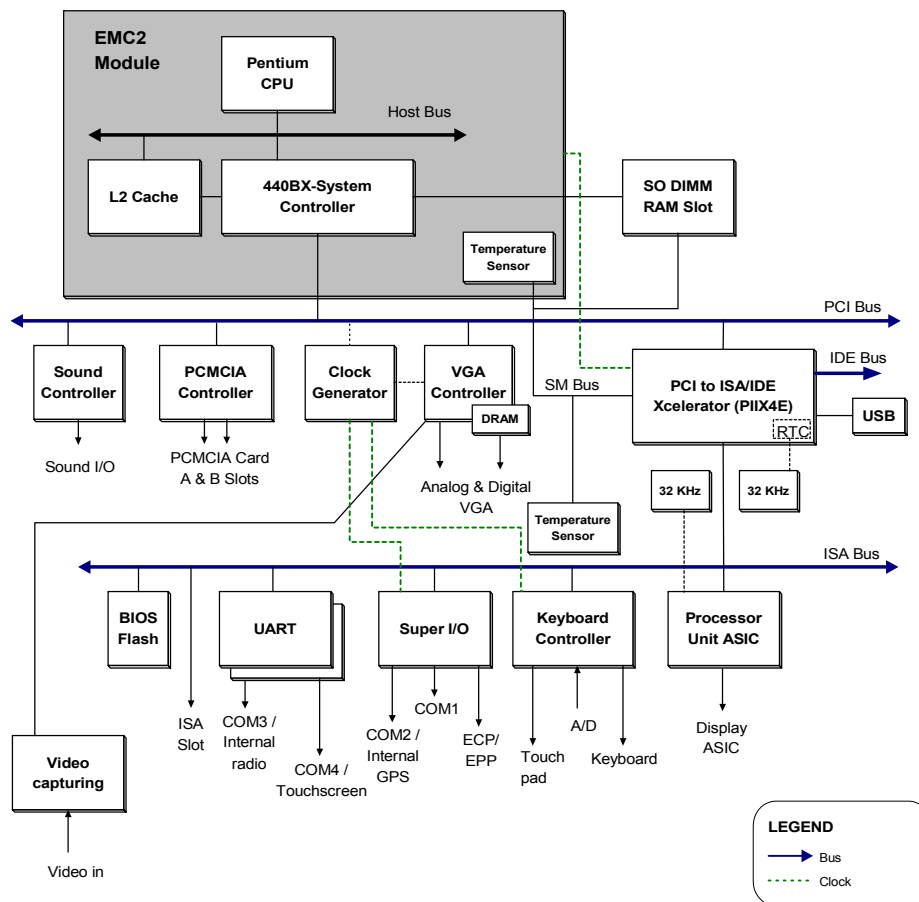 EMC2
Module
Pentium
CPU
Host Bus
L2 Cache
440BX-System
Controller
SO DIMM
RAM Slot
Temperature
Sensor
PCI Bus
Sound
Controller
PCMCIA
Controller
Clock
Generator
VGA
Controller
DRAM
SM Bus
PCI to ISA/IDE
Xcelerator (PIIX4E)
RTC
IDE Bus
USB
Sound I/O
PCMCIA Card
A & B Slots
Analog & Digital
VGA
32 KHz
32 KHz
Temperature
Sensor
ISA Bus
BIOS
Flash
UART
Super I/O
Keyboard
Controller
Processor
Unit ASIC
ISA
Slot
COM3 /
Internal
radio
COM4 /
Touchscreen
COM2 /
Internal
GPS
COM1
ECP/
EPP
Touch
pad
A/D
Keyboard
Display
ASIC
Video
capturing
Video in
LEGEND
Bus
Clock